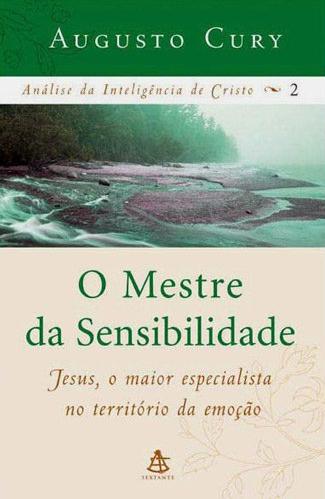 AUGUSTO CURY
Análise da Inteligência de Cristo ~ 2
O Mestre
da Sensibilidade
Jesus, o maior especialista
no território da emoção
SEXTANTE